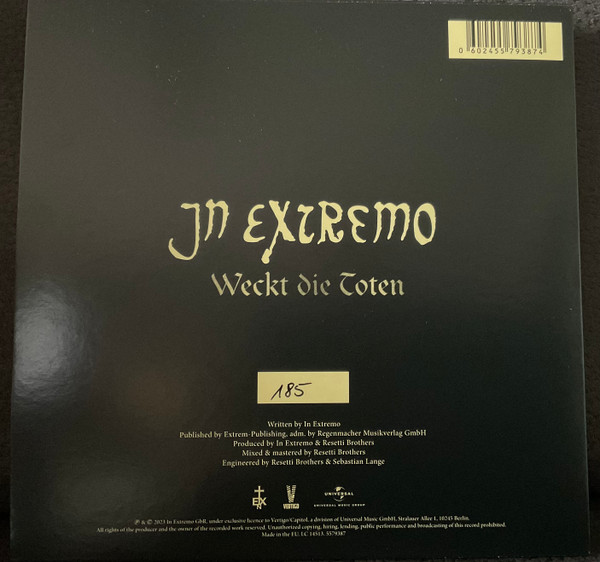 0 602455 793874
In Extremo
Weckt die Toten
185
Written by In Extremo
Published by Extrem-Publishing, adm. by Regenmacher Musikverlag GmbH
Produced by In Extremo & Resetti Brothers
Mixed & mastered by Resetti Brothers
Engineered by Resetti Brothers & Sebastian Lange
EX
VERTIGO
UNIVERSAL
UNIVERSAL MUSIC GROUP
℗ & © 2023 In Extremo GbR, under exclusive licence to Vertigo/Capitol, a division of Universal Music GmbH, Stralauer Allee 1, 10245 Berlin.
All rights of the producer and the owner of the recorded work reserved. Unauthorized copying, hiring, lending, public performance and broadcasting of this record prohibited.
Made in the EU. LC 14513. 5579387